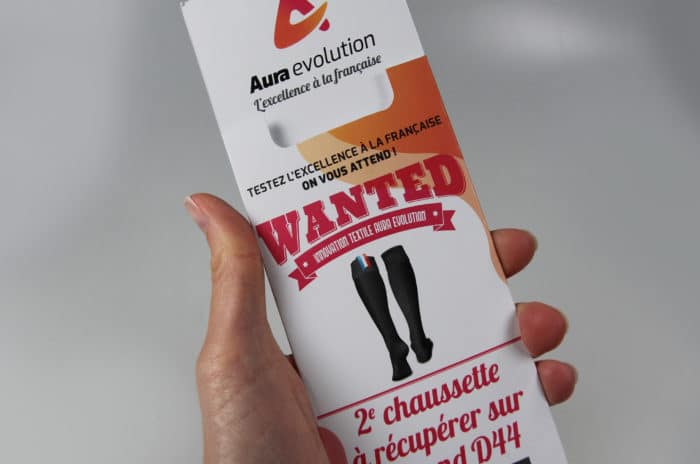 Aura evolution
L'excellence à la française
TESTEZ L'EXCELLENCE À LA FRANÇAISE
ON VOUS ATTEND !
WANTED
INNOVATION TEXTILE AURA EVOLUTION
2e chaussette
à récupérer sur
D44